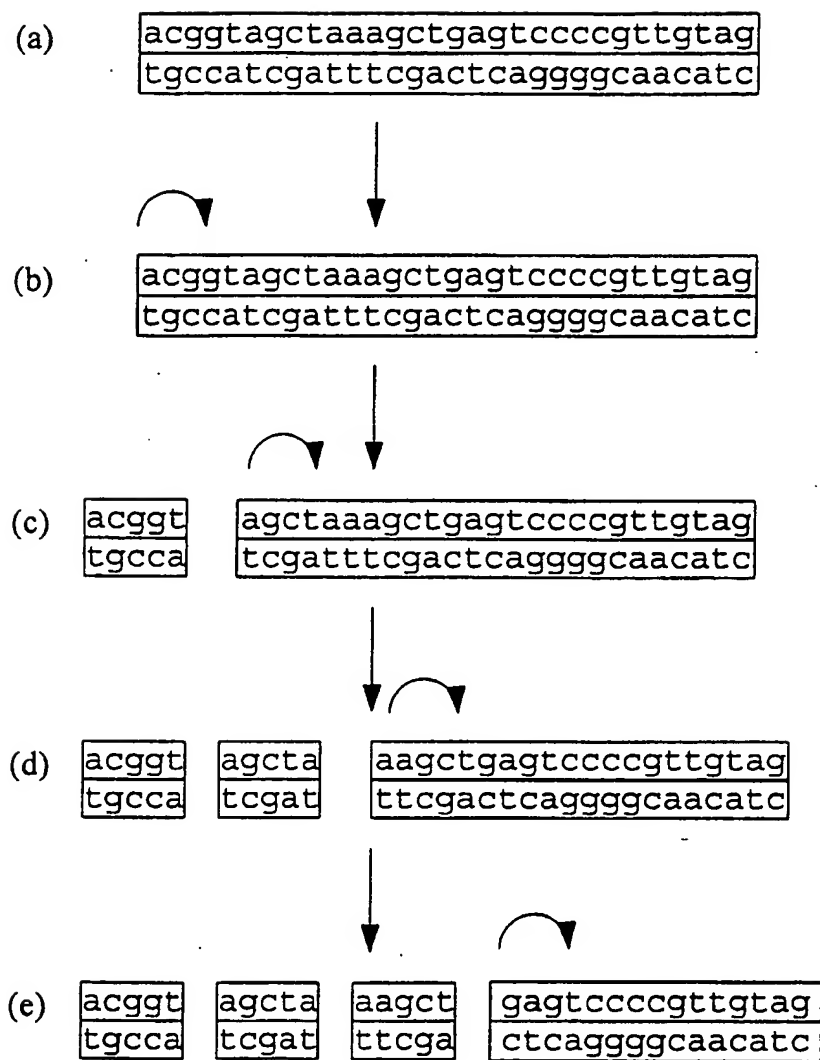 (a) acggtagctaaagctgagtccccgttgtag
tgccatcgatttcgactcaggggcaacatc
(b) acggtagctaaagctgagtccccgttgtag
tgccatcgatttcgactcaggggcaacatc
(c) acggt agctaaagctgagtccccgttgtag
tgcca tcgatttcgactcaggggcaacatc
(d) acggt agcta aagctgagtccccgttgtag
tgcca tcgat ttcgactcaggggcaacatc
(e) acggt agcta aagct gagtccccgttgtag
tgcca tcgat ttcga ctcaggggcaacatc